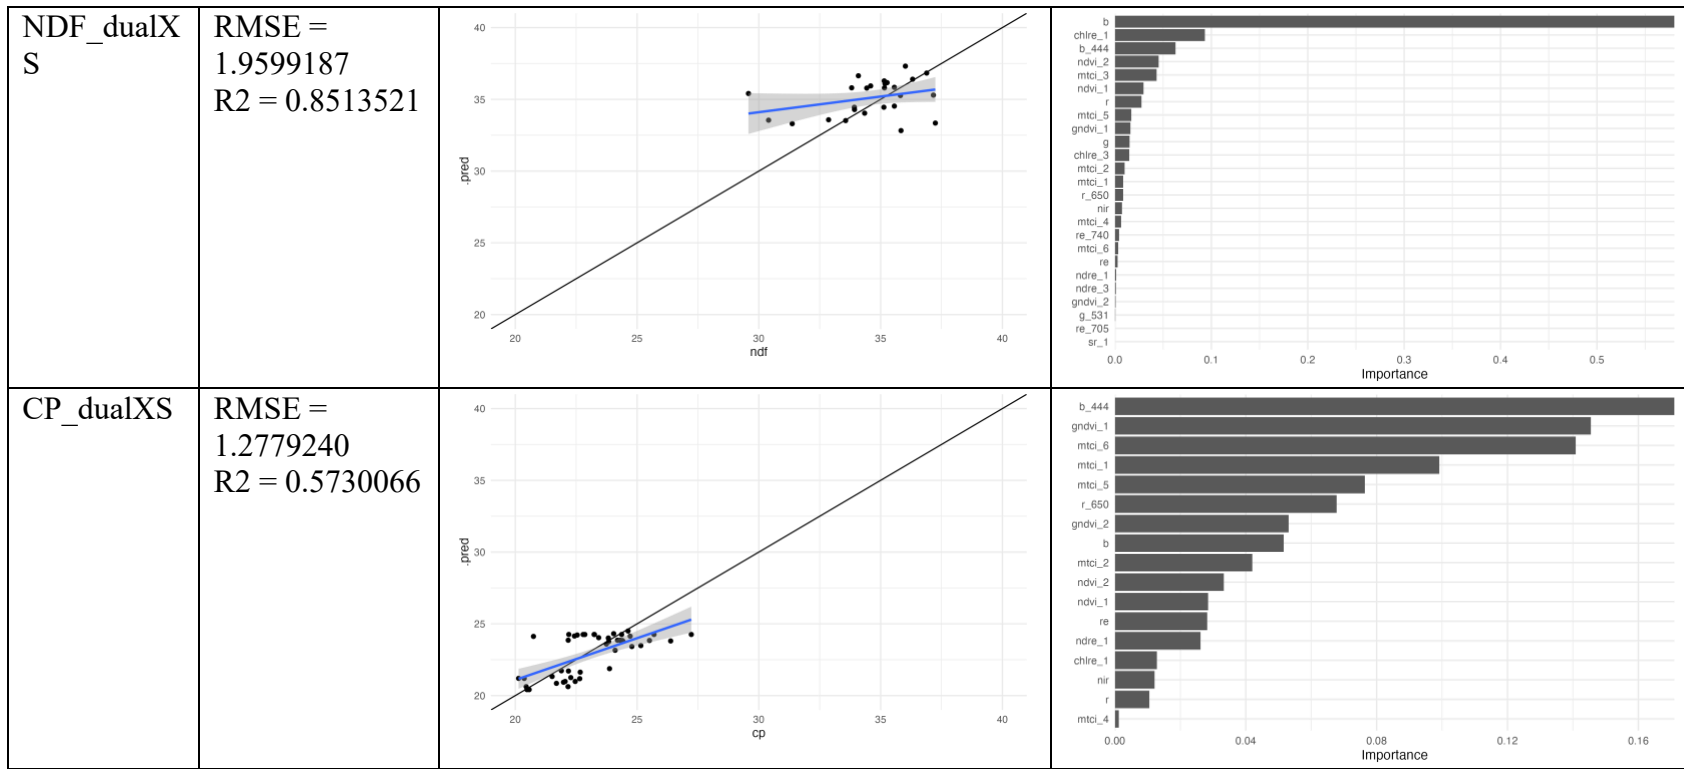 NDF_dualX
S
RMSE =
1.9599187
R2 = 0.8513521
40
35
30
25
20
.pred
20
25
30
35
40
ndf
b
chlre_1
b_444
ndvi_2
mtci_3
ndvi_1
r
mtci_5
gndvi_1
g
chlre_3
mtci_2
mtci_1
r_650
nir
mtci_4
re_740
mtci_6
re
ndre_1
ndre_3
gndvi_2
g_531
re_705
sr_1
0.0
0.1
0.2
0.3
0.4
0.5
Importance
CP_dualXS
RMSE =
1.2779240
R2 = 0.5730066
40
35
30
25
20
.pred
20
25
30
35
40
cp
b_444
gndvi_1
mtci_6
mtci_1
mtci_5
r_650
gndvi_2
b
mtci_2
ndvi_2
ndvi_1
re
ndre_1
chlre_1
nir
r
mtci_4
0.00
0.04
0.08
0.12
0.16
Importance